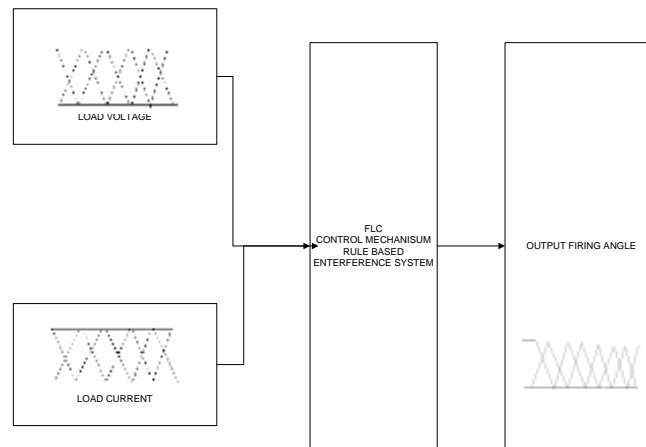 LOAD VOLTAGE
FLC
CONTROL MECHANISUM
RULE BASED
ENTERFERENCE SYSTEM
OUTPUT FIRING ANGLE
LOAD CURRENT